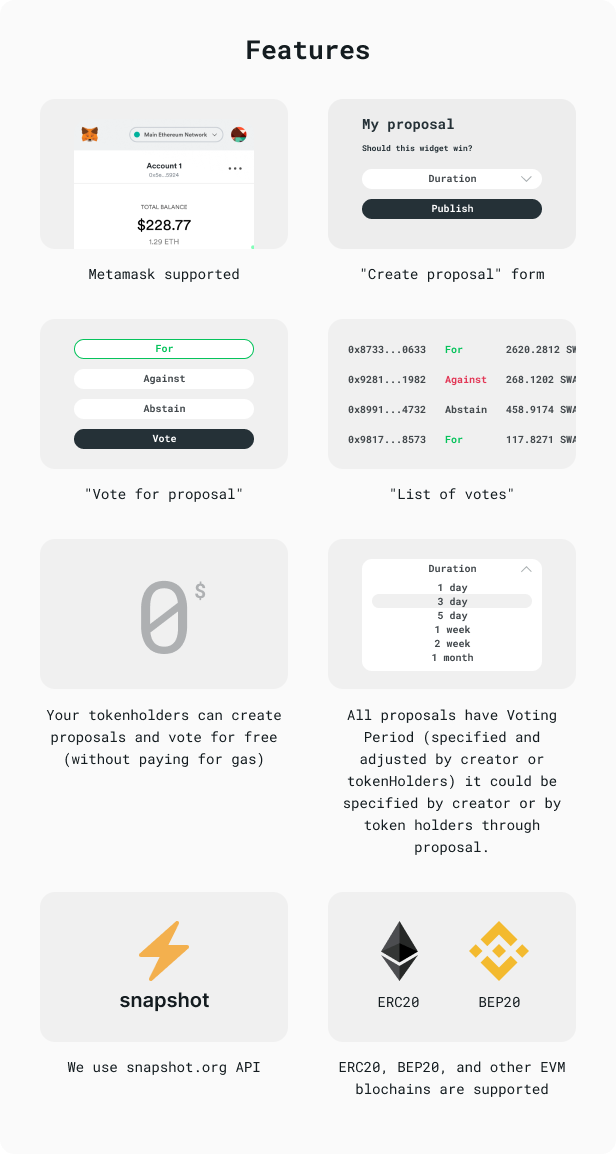 Features
Main Ethereum Network
Account 1
0x5e...5924
TOTAL BALANCE
$228.77
1.29 ETH
Metamask supported
My proposal
Should this widget win?
Duration
Publish
"Create proposal" form
For
Against
Abstain
Vote
"Vote for proposal"
0x8733...0633 For 2620.2812 SW
0x9281...1982 Against 268.1202 SWA
0x8991...4732 Abstain 458.9174 SWA
0x9817...8573 For 117.8271 SWA
"List of votes"
0$
Your tokenholders can create
proposals and vote for free
(without paying for gas)
Duration
1 day
3 day
5 day
1 week
2 week
1 month
All proposals have Voting
Period (specified and
adjusted by creator or
tokenHolders) it could be
specified by creator or by
token holders through
proposal.
snapshot
We use snapshot.org API
ERC20 BEP20
ERC20, BEP20, and other EVM
blochains are supported